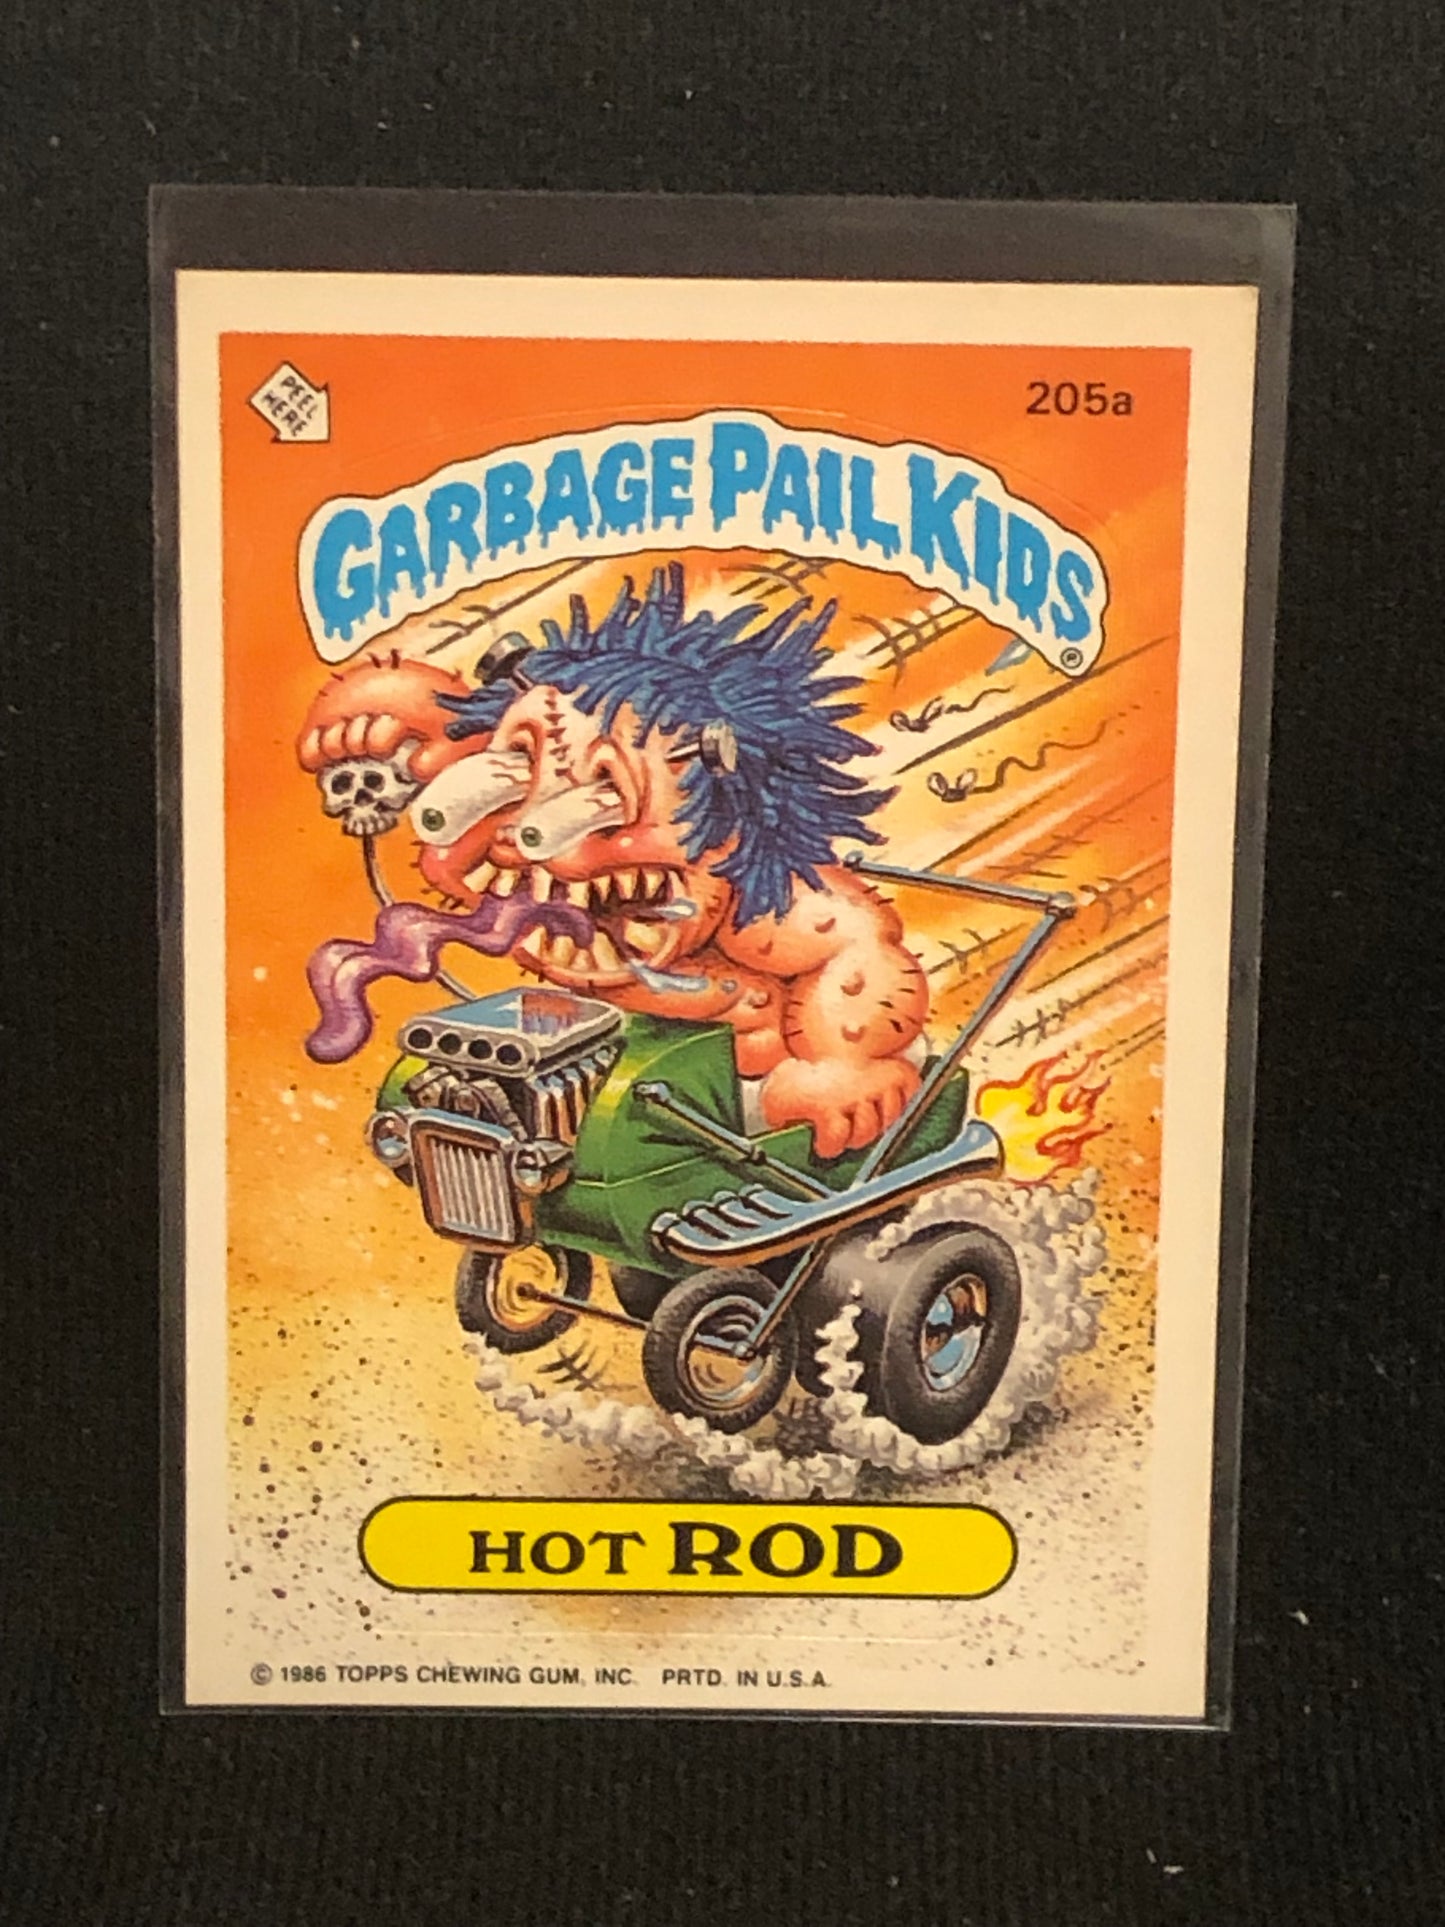 PEEL
HERE
205a
GARBAGE PAIL KIDS
®
HOT ROD
© 1986 TOPPS CHEWING GUM, INC. PRTD. IN U.S.A.